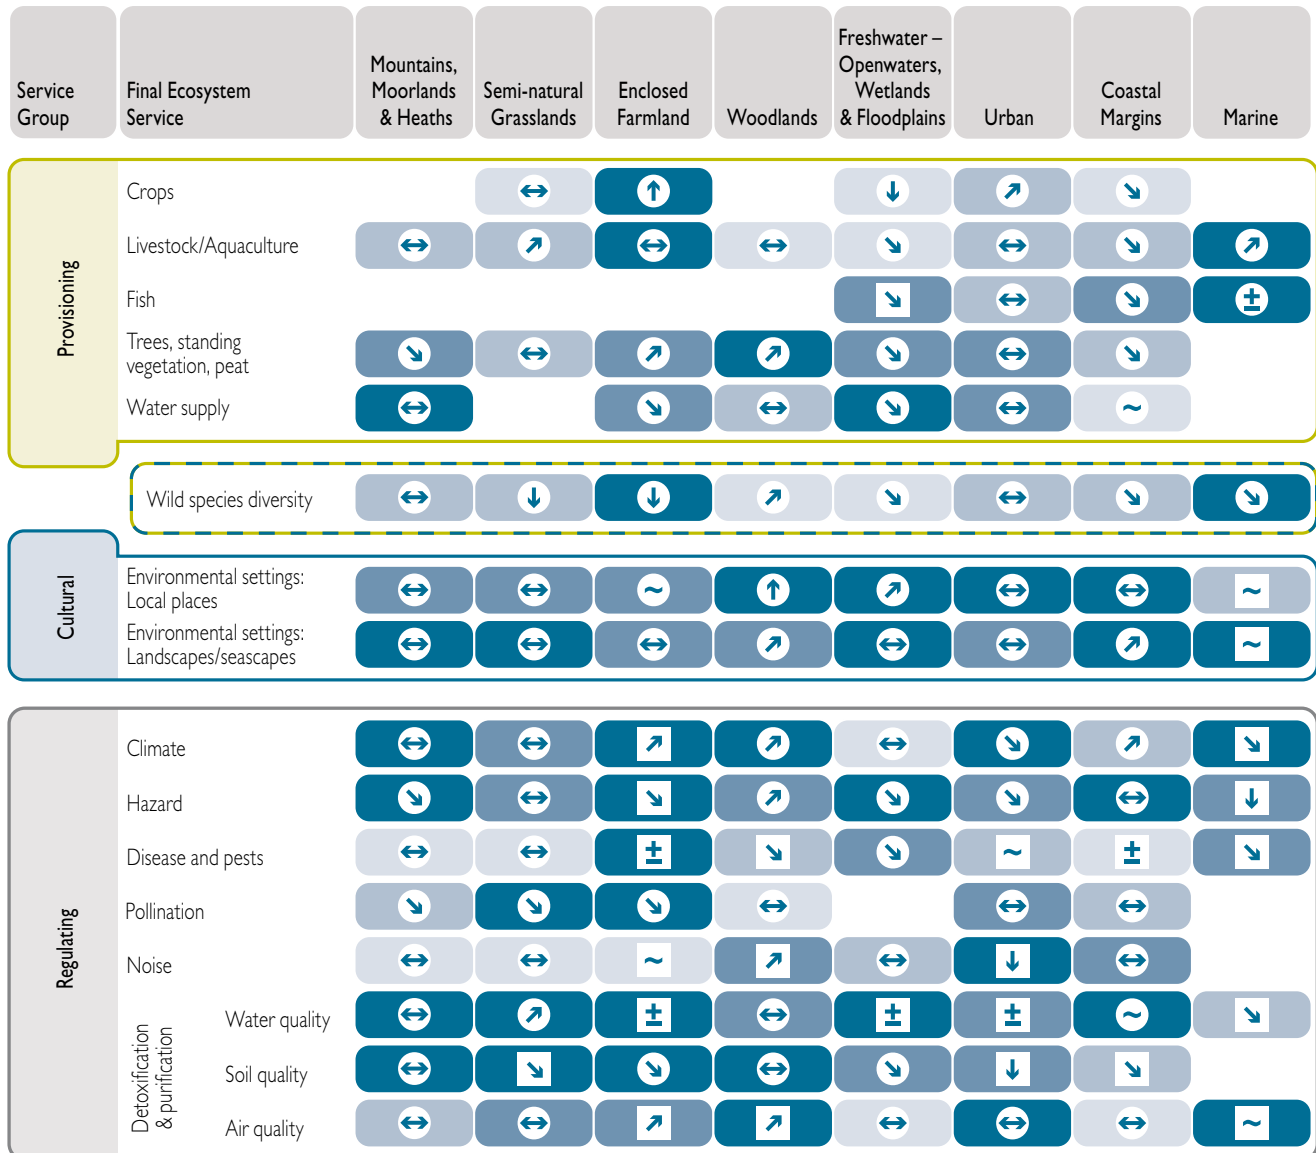 Service
Group
Final Ecosystem
Service
Mountains,
Moorlands
& Heaths
Semi-natural
Grasslands
Enclosed
Farmland
Woodlands
Freshwater –
Openwaters,
Wetlands
& Floodplains
Urban
Coastal
Margins
Marine
Provisioning
Crops
↔ ↑ ↓ ↗ ↘
Livestock/Aquaculture
↔ ↗ ↔ ↔ ↘ ↔ ↘ ↗
Fish
↘ ↔ ↘ ±
Trees, standing
vegetation, peat
↘ ↔ ↗ ↗ ↘ ↔ ↘
Water supply
↔ ↘ ↔ ↘ ↔ ~
Wild species diversity
↔ ↓ ↓ ↗ ↘ ↔ ↘ ↘
Cultural
Environmental settings:
Local places
↔ ↔ ~ ↑ ↗ ↔ ↔ ~
Environmental settings:
Landscapes/seascapes
↔ ↔ ↔ ↗ ↔ ↔ ↗ ~
Regulating
Climate
↔ ↔ ↗ ↗ ↔ ↘ ↗ ↘
Hazard
↘ ↔ ↘ ↗ ↘ ↘ ↔ ↓
Disease and pests
↔ ↔ ± ↘ ↘ ~ ± ↘
Pollination
↘ ↘ ↘ ↔ ↔ ↔
Noise
↔ ↔ ~ ↗ ↔ ↓ ↔
Detoxification
& purification
Water quality
↔ ↗ ± ↔ ± ± ~ ↘
Soil quality
↔ ↘ ↘ ↔ ↘ ↓ ↘
Air quality
↔ ↔ ↗ ↗ ↔ ↔ ↔ ~